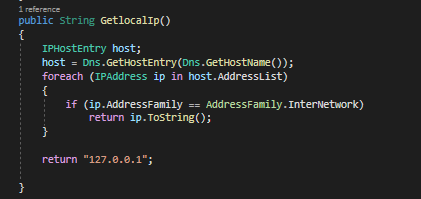 1 reference
public String GetlocalIp()
{
IPHostEntry host;
host = Dns.GetHostEntry(Dns.GetHostName());
foreach (IPAddress ip in host.AddressList)
{
if (ip.AddressFamily == AddressFamily.InterNetwork)
return ip.ToString();
}
return "127.0.0.1";
}